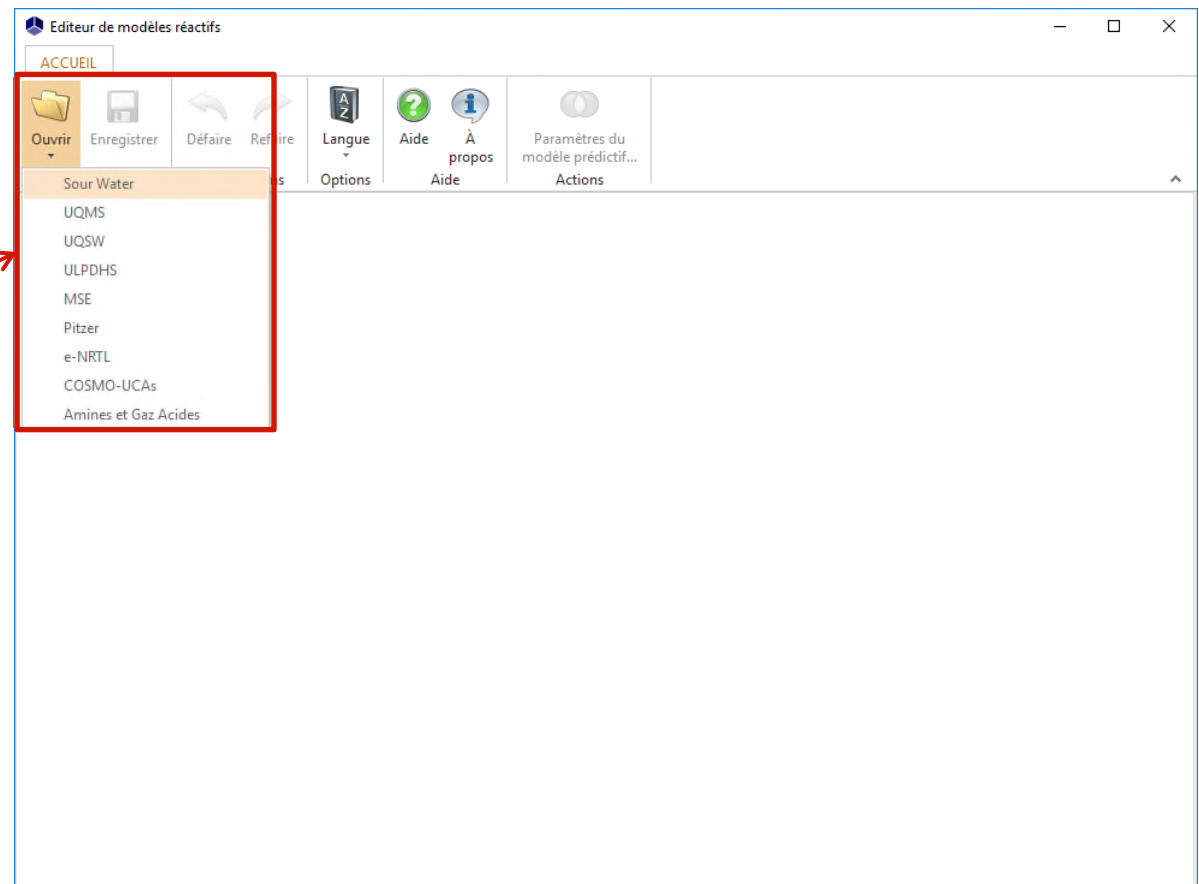 Editeur de modèles réactifs
ACCUEIL
Ouvrir Enregistrer Défaire Refaire Langue Aide À propos Paramètres du modèle prédictif...
Options Aide Actions
Sour Water
UQMS
UQSW
ULPDHS
MSE
Pitzer
e-NRTL
COSMO-UCAs
Amines et Gaz Acides